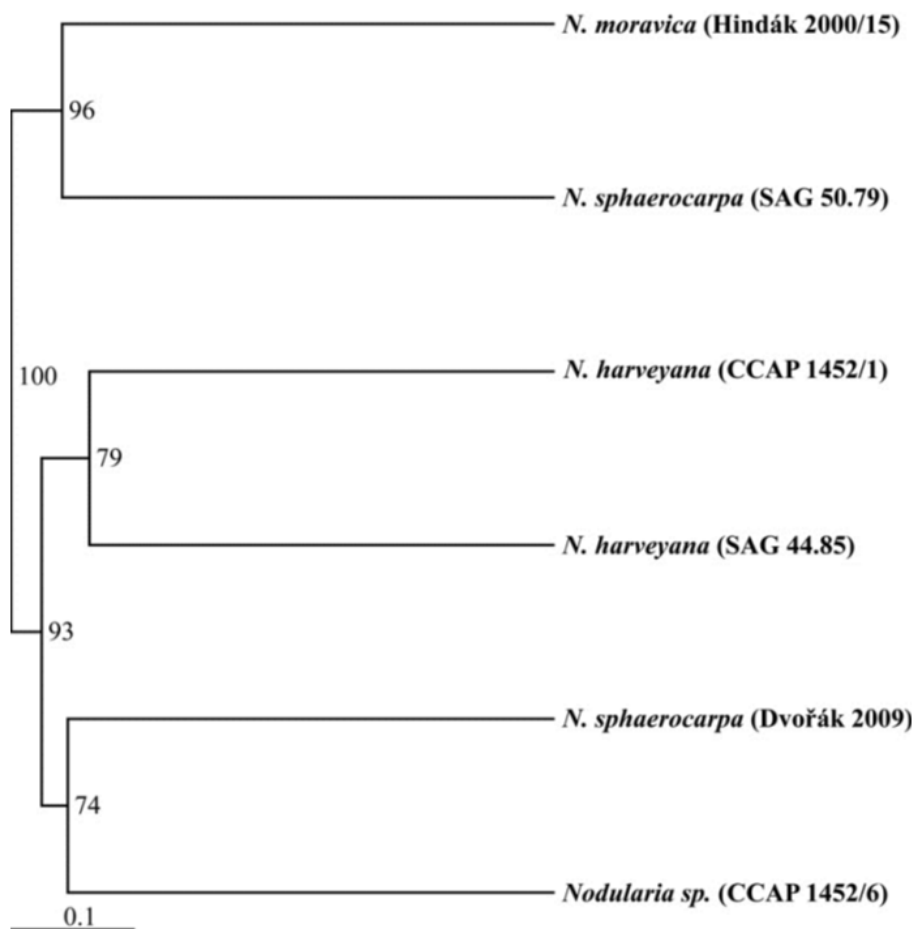 N. moravica (Hindák 2000/15)
96
N. sphaerocarpa (SAG 50.79)
100
N. harveyana (CCAP 1452/1)
79
N. harveyana (SAG 44.85)
93
N. sphaerocarpa (Dvořák 2009)
74
Nodularia sp. (CCAP 1452/6)
0.1